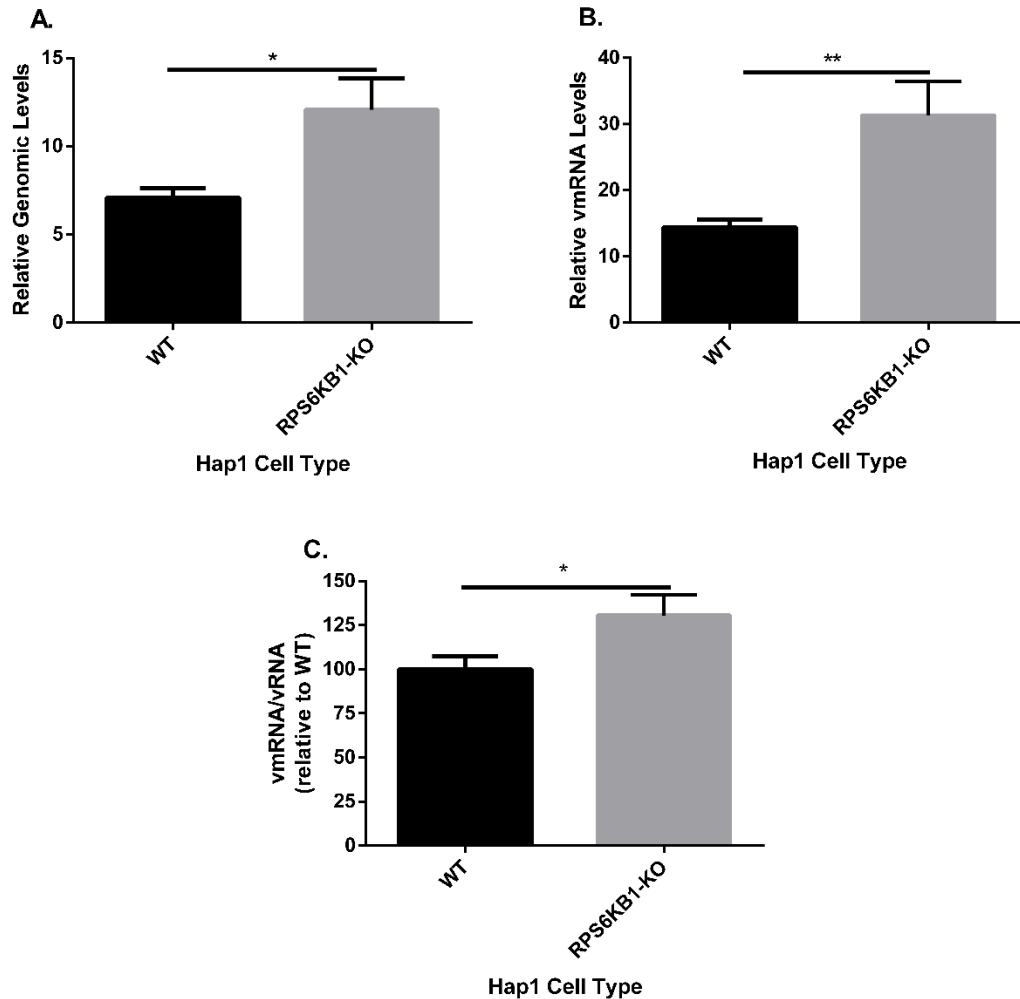 A.
*
Relative Genomic Levels
15
10
5
0
WT
RPS6KB1-KO
Hap1 Cell Type
B.
**
Relative vmRNA Levels
40
30
20
10
0
WT
RPS6KB1-KO
Hap1 Cell Type
C.
*
vmRNA/vRNA
(relative to WT)
150
125
100
75
50
25
0
WT
RPS6KB1-KO
Hap1 Cell Type